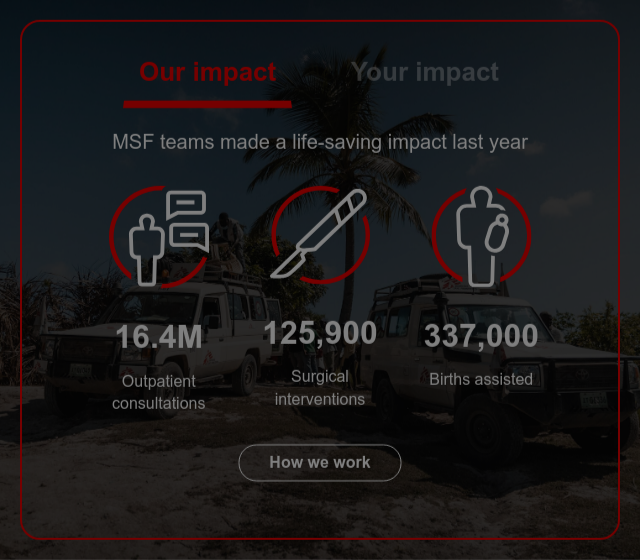 Our impact
Your impact
MSF teams made a life-saving impact last year
16.4M
125,900
337,000
Outpatient
consultations
Surgical
interventions
Births assisted
How we work